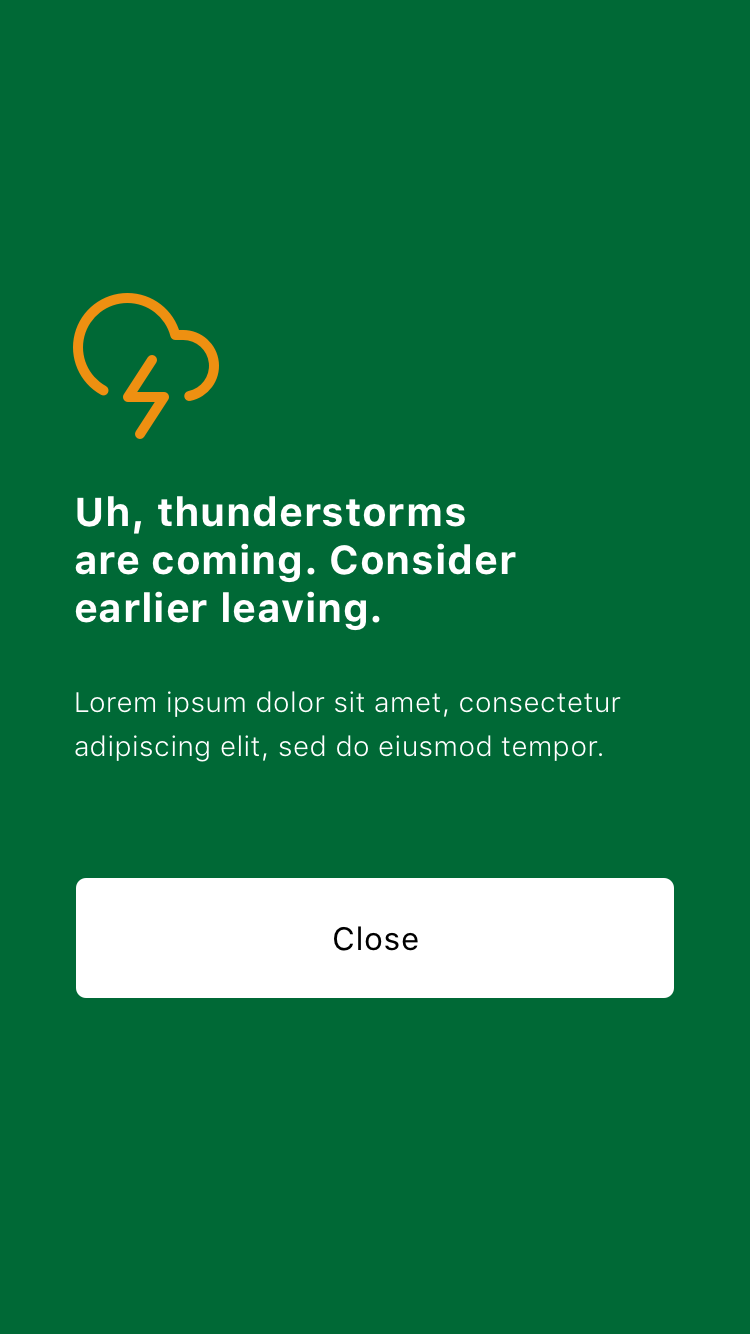 Uh, thunderstorms
are coming. Consider
earlier leaving.
Lorem ipsum dolor sit amet, consectetur
adipiscing elit, sed do eiusmod tempor.
Close